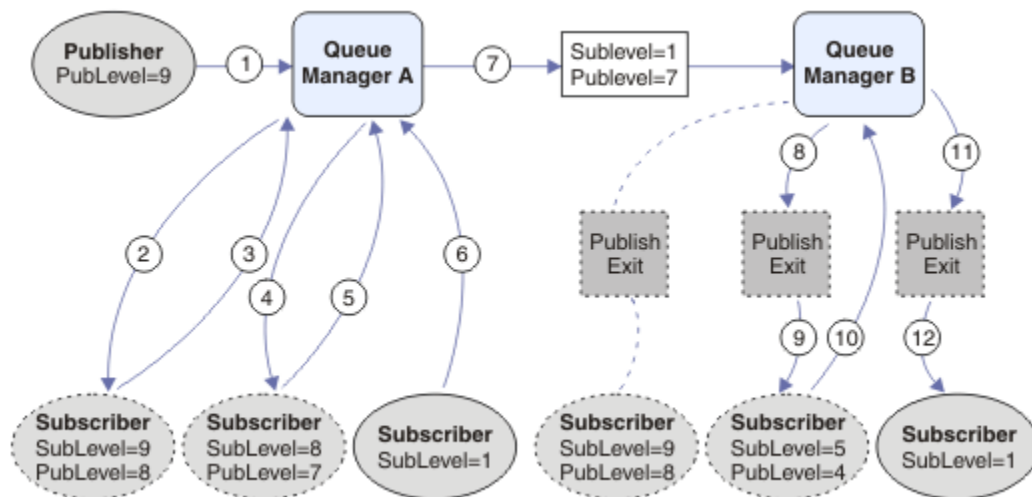 Publisher
PubLevel=9
1
Queue
Manager A
7
Sublevel=1
Publevel=7
Queue
Manager B
8
11
2
3
4
5
6
Publish
Exit
Publish
Exit
Publish
Exit
9
10
12
Subscriber
SubLevel=9
PubLevel=8
Subscriber
SubLevel=8
PubLevel=7
Subscriber
SubLevel=1
Subscriber
SubLevel=9
PubLevel=8
Subscriber
SubLevel=5
PubLevel=4
Subscriber
SubLevel=1